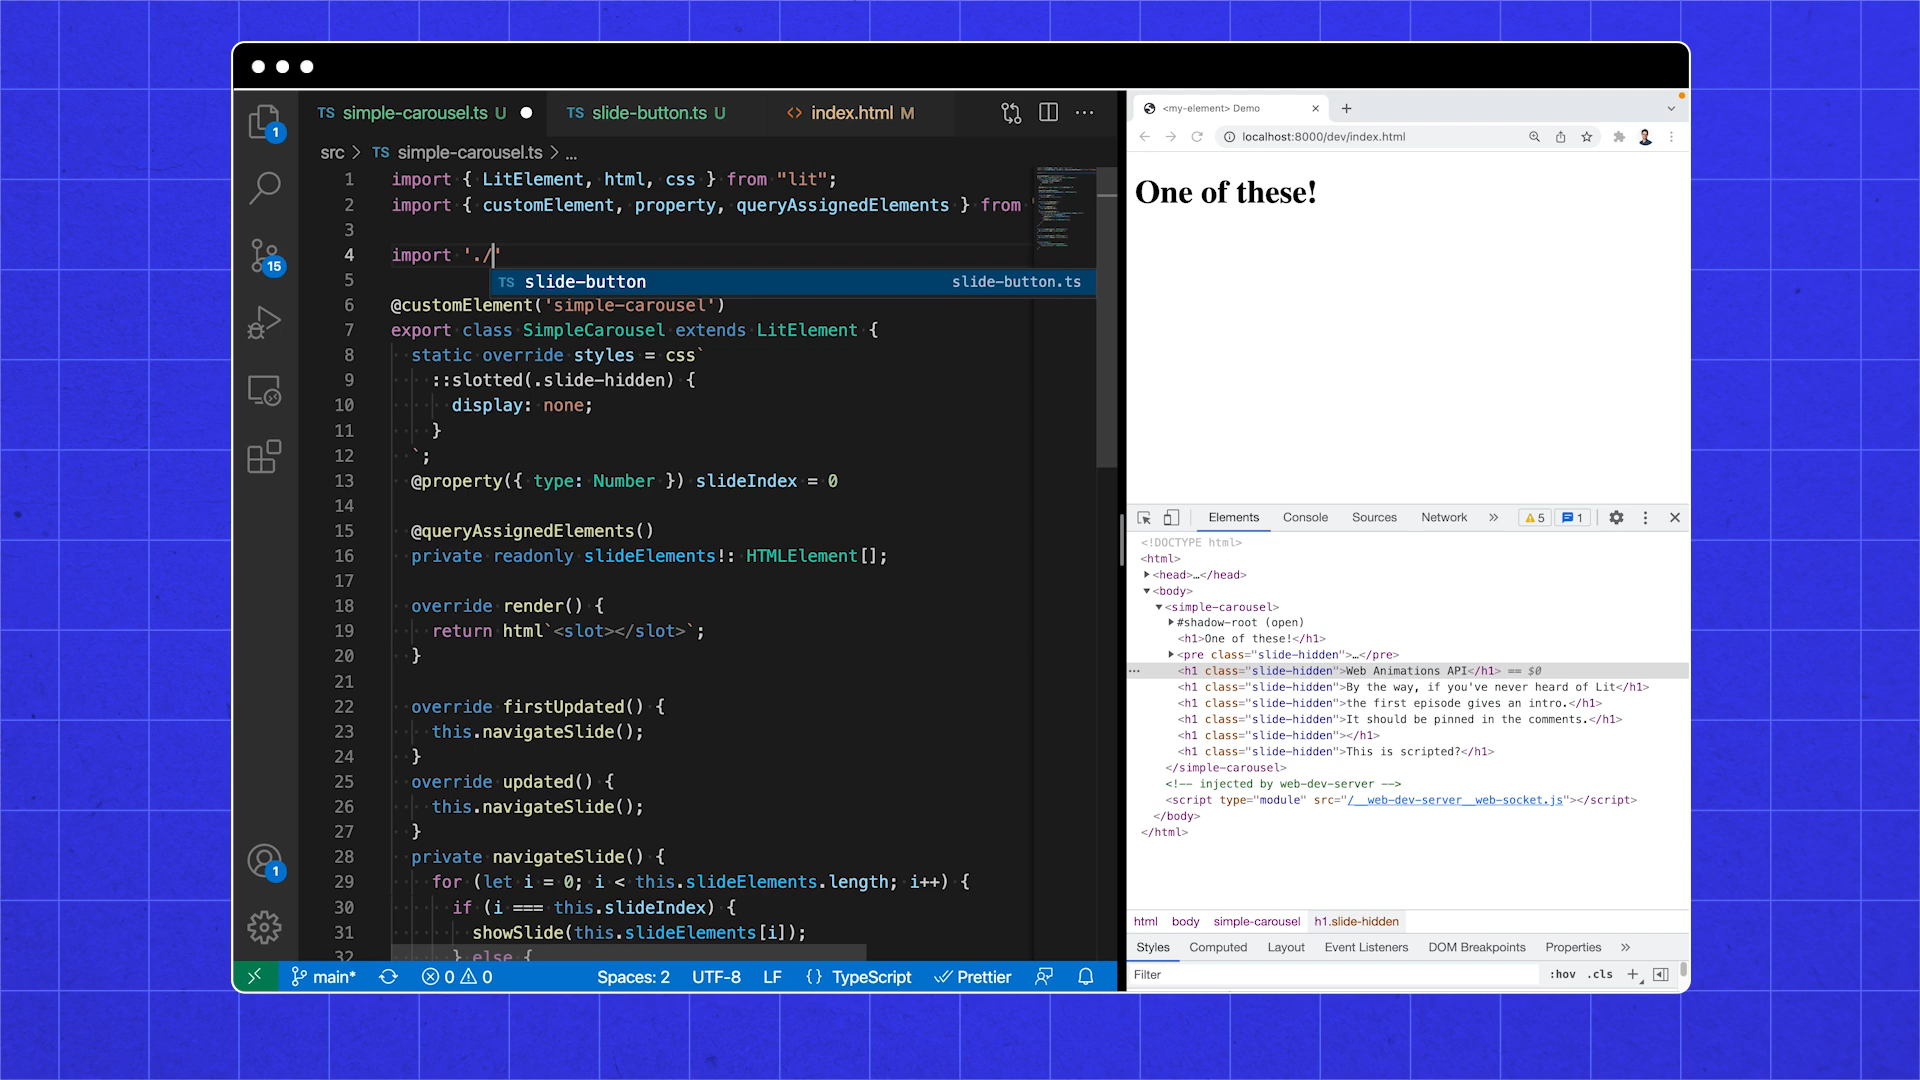 TS simple-carousel.ts U
TS slide-button.ts U
<> index.html M
src > TS simple-carousel.ts > ...
1 import { LitElement, html, css } from "lit";
2 import { customElement, property, queryAssignedElements } from
3
4 import './'
TS slide-button slide-button.ts
5
6 @customElement('simple-carousel')
7 export class SimpleCarousel extends LitElement {
8 static override styles = css`
9 ::slotted(.slide-hidden) {
10 display: none;
11 }
12 `;
13 @property({ type: Number }) slideIndex = 0
14
15 @queryAssignedElements()
16 private readonly slideElements!: HTMLElement[];
17
18 override render() {
19 return html`<slot></slot>`;
20 }
21
22 override firstUpdated() {
23 this.navigateSlide();
24 }
25 override updated() {
26 this.navigateSlide();
27 }
28 private navigateSlide() {
29 for (let i = 0; i < this.slideElements.length; i++) {
30 if (i === this.slideIndex) {
31 showSlide(this.slideElements[i]);
32 } else {
1
15
1
main* 0 0 Spaces: 2 UTF-8 LF {} TypeScript Prettier
<my-element> Demo
localhost:8000/dev/index.html
One of these!
Elements Console Sources Network » 5 1
<!DOCTYPE html>
<html>
<head>…</head>
<body>
<simple-carousel>
#shadow-root (open)
<h1>One of these!</h1>
<pre class="slide-hidden">…</pre>
<h1 class="slide-hidden">Web Animations API</h1> == $0
<h1 class="slide-hidden">By the way, if you've never heard of Lit</h1>
<h1 class="slide-hidden">the first episode gives an intro.</h1>
<h1 class="slide-hidden">It should be pinned in the comments.</h1>
<h1 class="slide-hidden"></h1>
<h1 class="slide-hidden">This is scripted?</h1>
</simple-carousel>
<!-- injected by web-dev-server -->
<script type="module" src="/__web-dev-server__web-socket.js"></script>
</body>
</html>
html body simple-carousel h1.slide-hidden
Styles Computed Layout Event Listeners DOM Breakpoints Properties »
Filter :hov .cls +